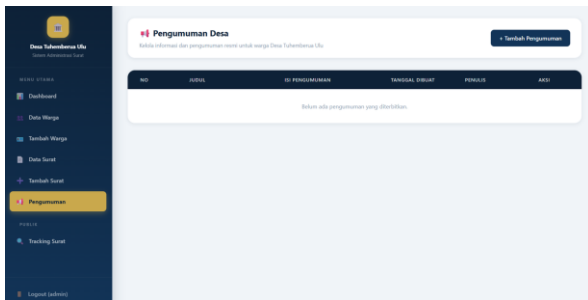 Desa Tuhemberua Ulu
Sistem Administrasi Surat
MENU UTAMA
Dashboard
Data Warga
Tambah Warga
Data Surat
Tambah Surat
Pengumuman
PUBLIK
Tracking Surat
Logout (admin)
Pengumuman Desa
Kelola informasi dan pengumuman resmi untuk warga Desa Tuhemberua Ulu
+ Tambah Pengumuman
NO JUDUL ISI PENGUMUMAN TANGGAL DIBUAT PENULIS AKSI
Belum ada pengumuman yang diterbitkan.